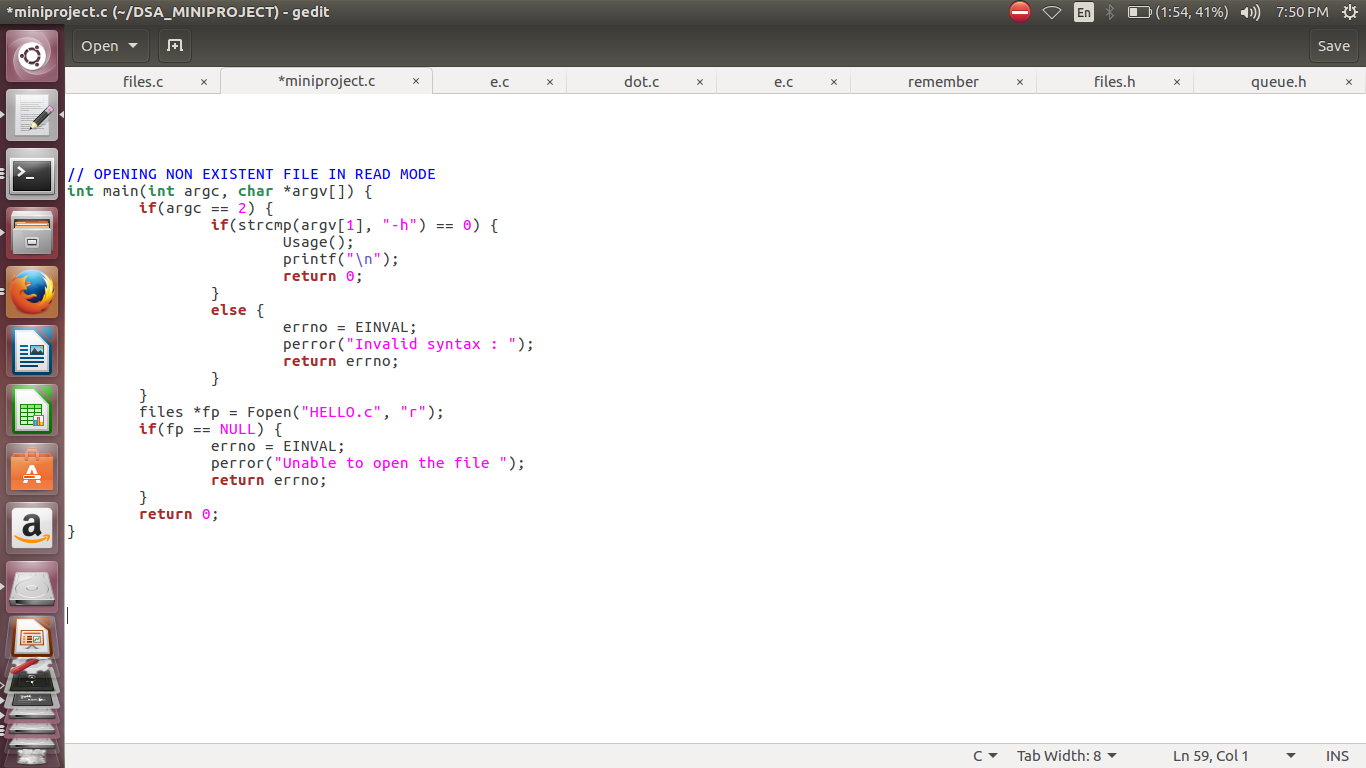 *miniproject.c (~/DSA_MINIPROJECT) - gedit
En
(1:54, 41%)
7:50 PM
Open
Save
files.c ×
*miniproject.c ×
e.c ×
dot.c ×
e.c ×
remember ×
files.h ×
queue.h ×
// OPENING NON EXISTENT FILE IN READ MODE
int main(int argc, char *argv[]) {
        if(argc == 2) {
                if(strcmp(argv[1], "-h") == 0) {
                        Usage();
                        printf("\n");
                        return 0;
                }
                else {
                        errno = EINVAL;
                        perror("Invalid syntax : ");
                        return errno;
                }
        }
        files *fp = Fopen("HELLO.c", "r");
        if(fp == NULL) {
                errno = EINVAL;
                perror("Unable to open the file ");
                return errno;
        }
        return 0;
}
C
Tab Width: 8
Ln 59, Col 1
INS